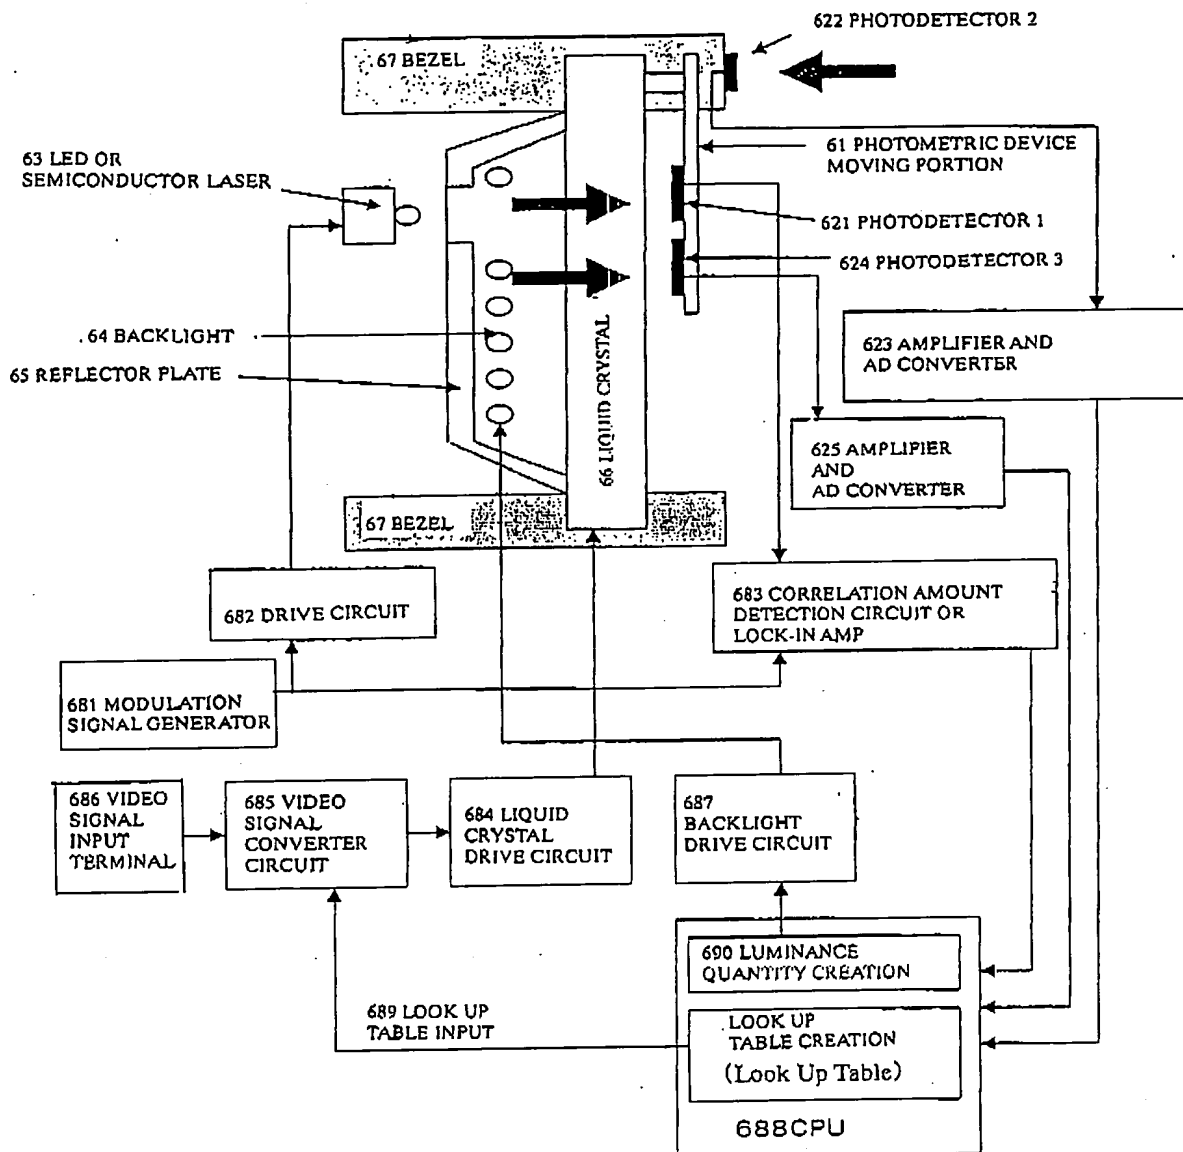 622 PHOTODETECTOR 2
67 BEZEL
63 LED OR
SEMICONDUCTOR LASER
61 PHOTOMETRIC DEVICE
MOVING PORTION
621 PHOTODETECTOR 1
624 PHOTODETECTOR 3
.64 BACKLIGHT
65 REFLECTOR PLATE
66 LIQUID CRYSTAL
623 AMPLIFIER AND
AD CONVERTER
625 AMPLIFIER
AND
AD CONVERTER
67 BEZEL
682 DRIVE CIRCUIT
683 CORRELATION AMOUNT
DETECTION CIRCUIT OR
LOCK-IN AMP
681 MODULATION
SIGNAL GENERATOR
686 VIDEO
SIGNAL
INPUT
TERMINAL
685 VIDEO
SIGNAL
CONVERTER
CIRCUIT
684 LIQUID
CRYSTAL
DRIVE CIRCUIT
687
BACKLIGHT
DRIVE CIRCUIT
690 LUMINANCE
QUANTITY CREATION
689 LOOK UP
TABLE INPUT
LOOK UP
TABLE CREATION
(Look Up Table)
688CPU